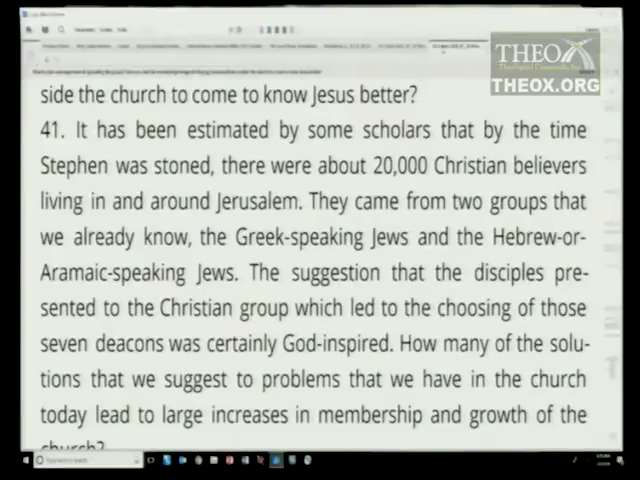 THEOX
THEOX.ORG
side the church to come to know Jesus better?
41. It has been estimated by some scholars that by the time
Stephen was stoned, there were about 20,000 Christian believers
living in and around Jerusalem. They came from two groups that
we already know, the Greek-speaking Jews and the Hebrew-or-
Aramaic-speaking Jews. The suggestion that the disciples pre-
sented to the Christian group which led to the choosing of those
seven deacons was certainly God-inspired. How many of the solu-
tions that we suggest to problems that we have in the church
today lead to large increases in membership and growth of the
church?